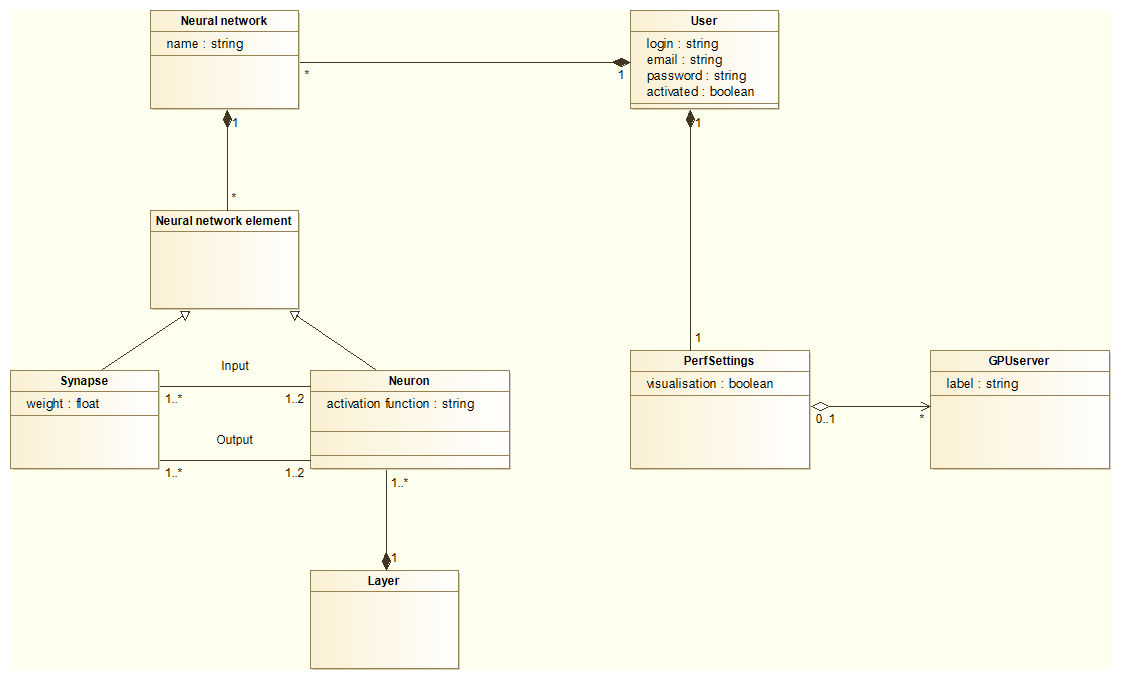 Neural network
name : string
User
login : string
email : string
password : string
activated : boolean
*
1
1
*
1
1
Neural network element
Synapse
weight : float
Input
1..*
1..2
Output
1..*
1..2
Neuron
activation function : string
1..*
1
Layer
PerfSettings
visualisation : boolean
0..1
*
GPUserver
label : string